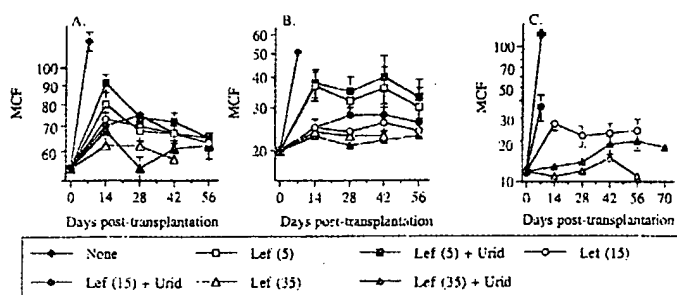 A.
B.
C.
MCF
100
90
80
70
60
0 14 28 42 56
Days post-transplantation
MCF
60
50
40
30
20
0 14 28 42 56
Days post-transplantation
MCF
100
50
30
20
10
0 14 28 42 56 70
Days post-transplantation
None
Lef (5)
Lef (5) + Urid
Lef (15)
Lef (15) + Urid
Lef (35)
Lef (35) + Urid